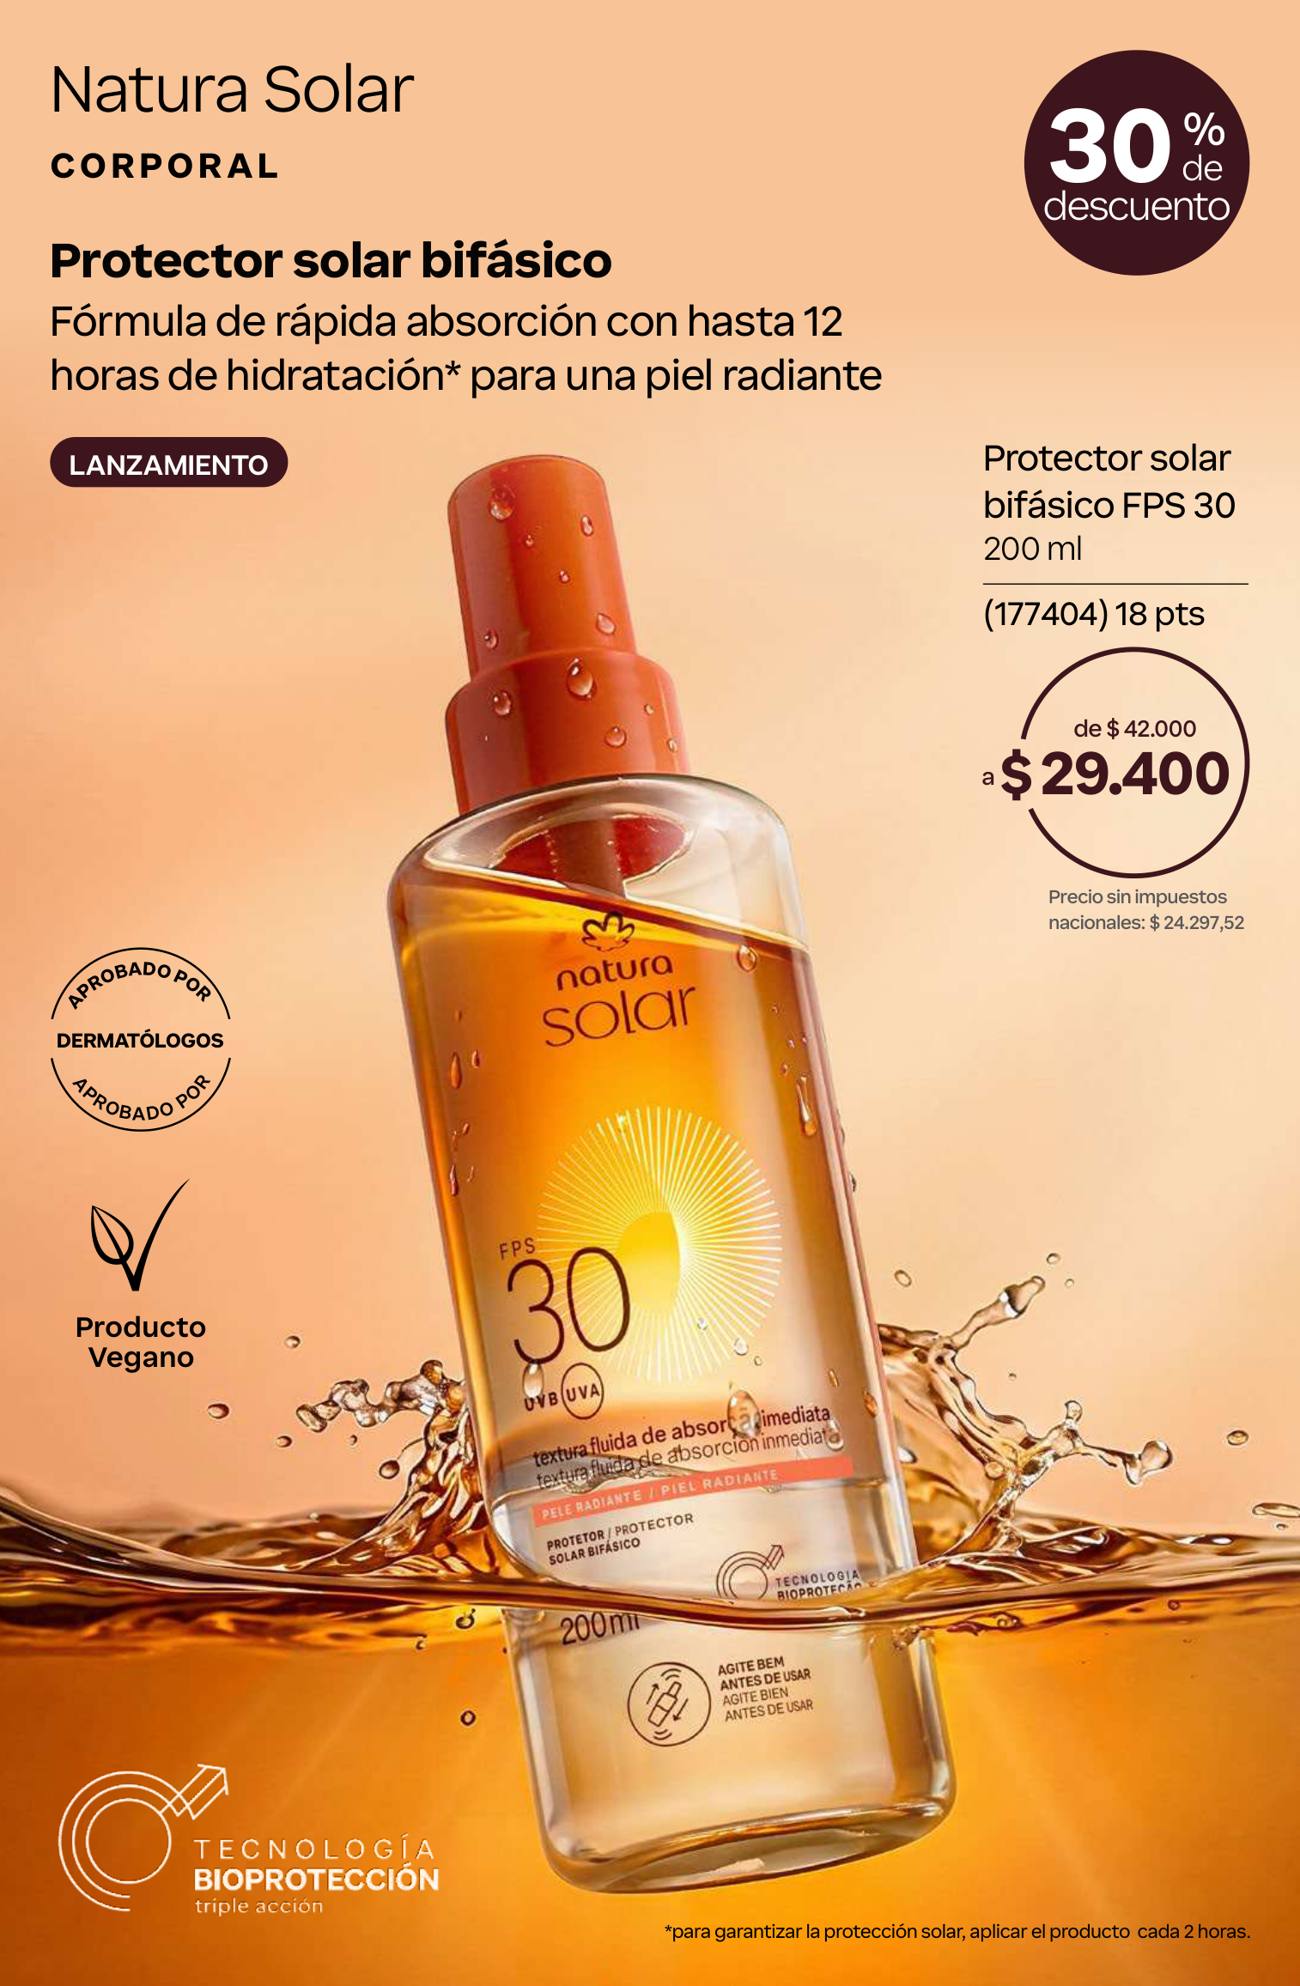 Natura Solar
CORPORAL
30 %
de
descuento
Protector solar bifásico
Fórmula de rápida absorción con hasta 12
horas de hidratación* para una piel radiante
LANZAMIENTO
Protector solar
bifásico FPS 30
200 ml
(177404) 18 pts
de $ 42.000
a $ 29.400
Precio sin impuestos
nacionales: $ 24.297,52
natura
solar
FPS
30
UVB UVA
textura fluida de absorção imediata
textura fluida de absorción inmediata
PELE RADIANTE / PIEL RADIANTE
PROTETOR / PROTECTOR
SOLAR BIFÁSICO
TECNOLOGIA
BIOPROTEÇÃO
200 ml
AGITE BEM
ANTES DE USAR
AGITE BIEN
ANTES DE USAR
APROBADO POR
DERMATÓLOGOS
APROBADO POR
Producto
Vegano
TECNOLOGÍA
BIOPROTECCIÓN
triple acción
*para garantizar la protección solar, aplicar el producto cada 2 horas.